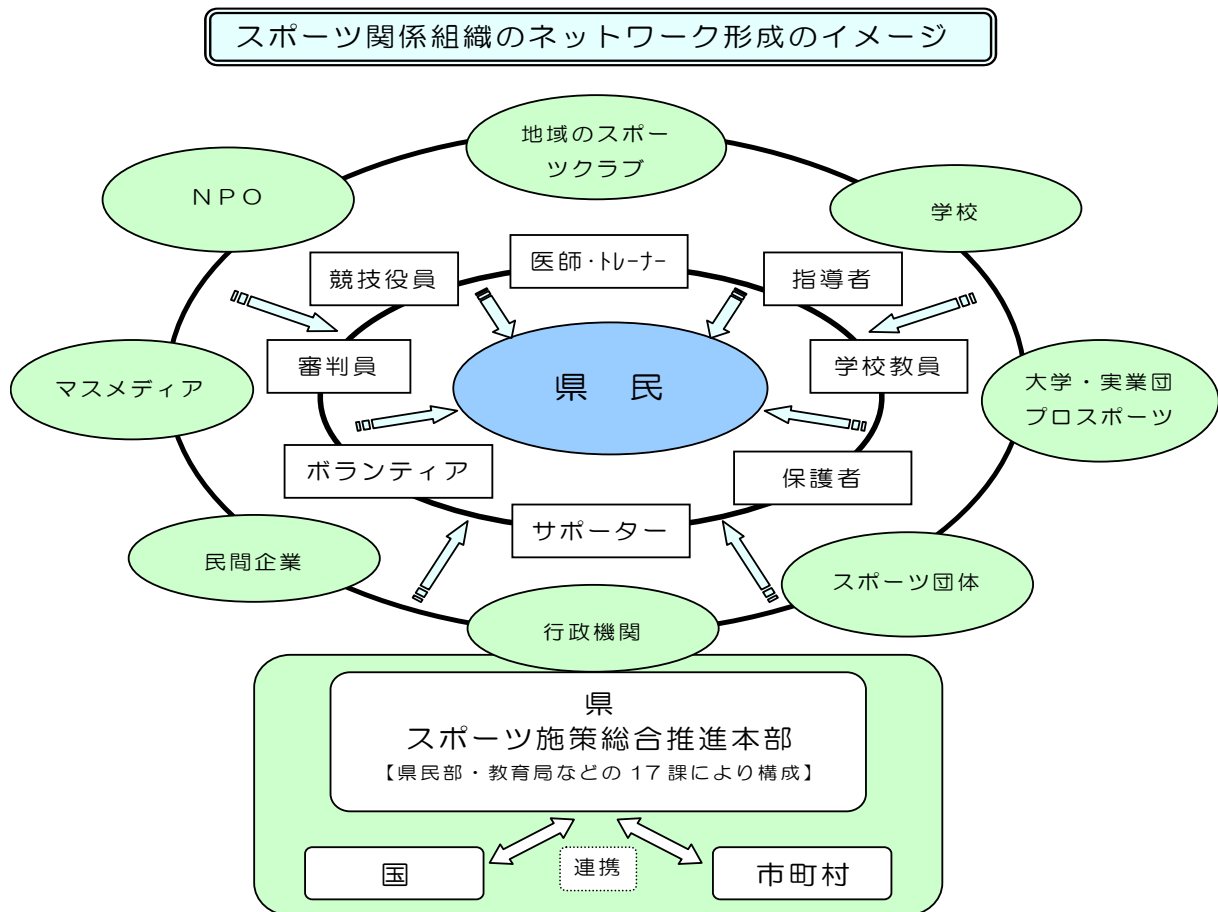 スポーツ関係組織のネットワーク形成のイメージ
地域のスポー
ツクラブ
NPO
学校
医師・トレーナー
競技役員
指導者
審判員
県 民
学校教員
マスメディア
大学・実業団
プロスポーツ
ボランティア
保護者
サポーター
民間企業
スポーツ団体
行政機関
県
スポーツ施策総合推進本部
【県民部・教育局などの 17 課により構成】
国
連携
市町村